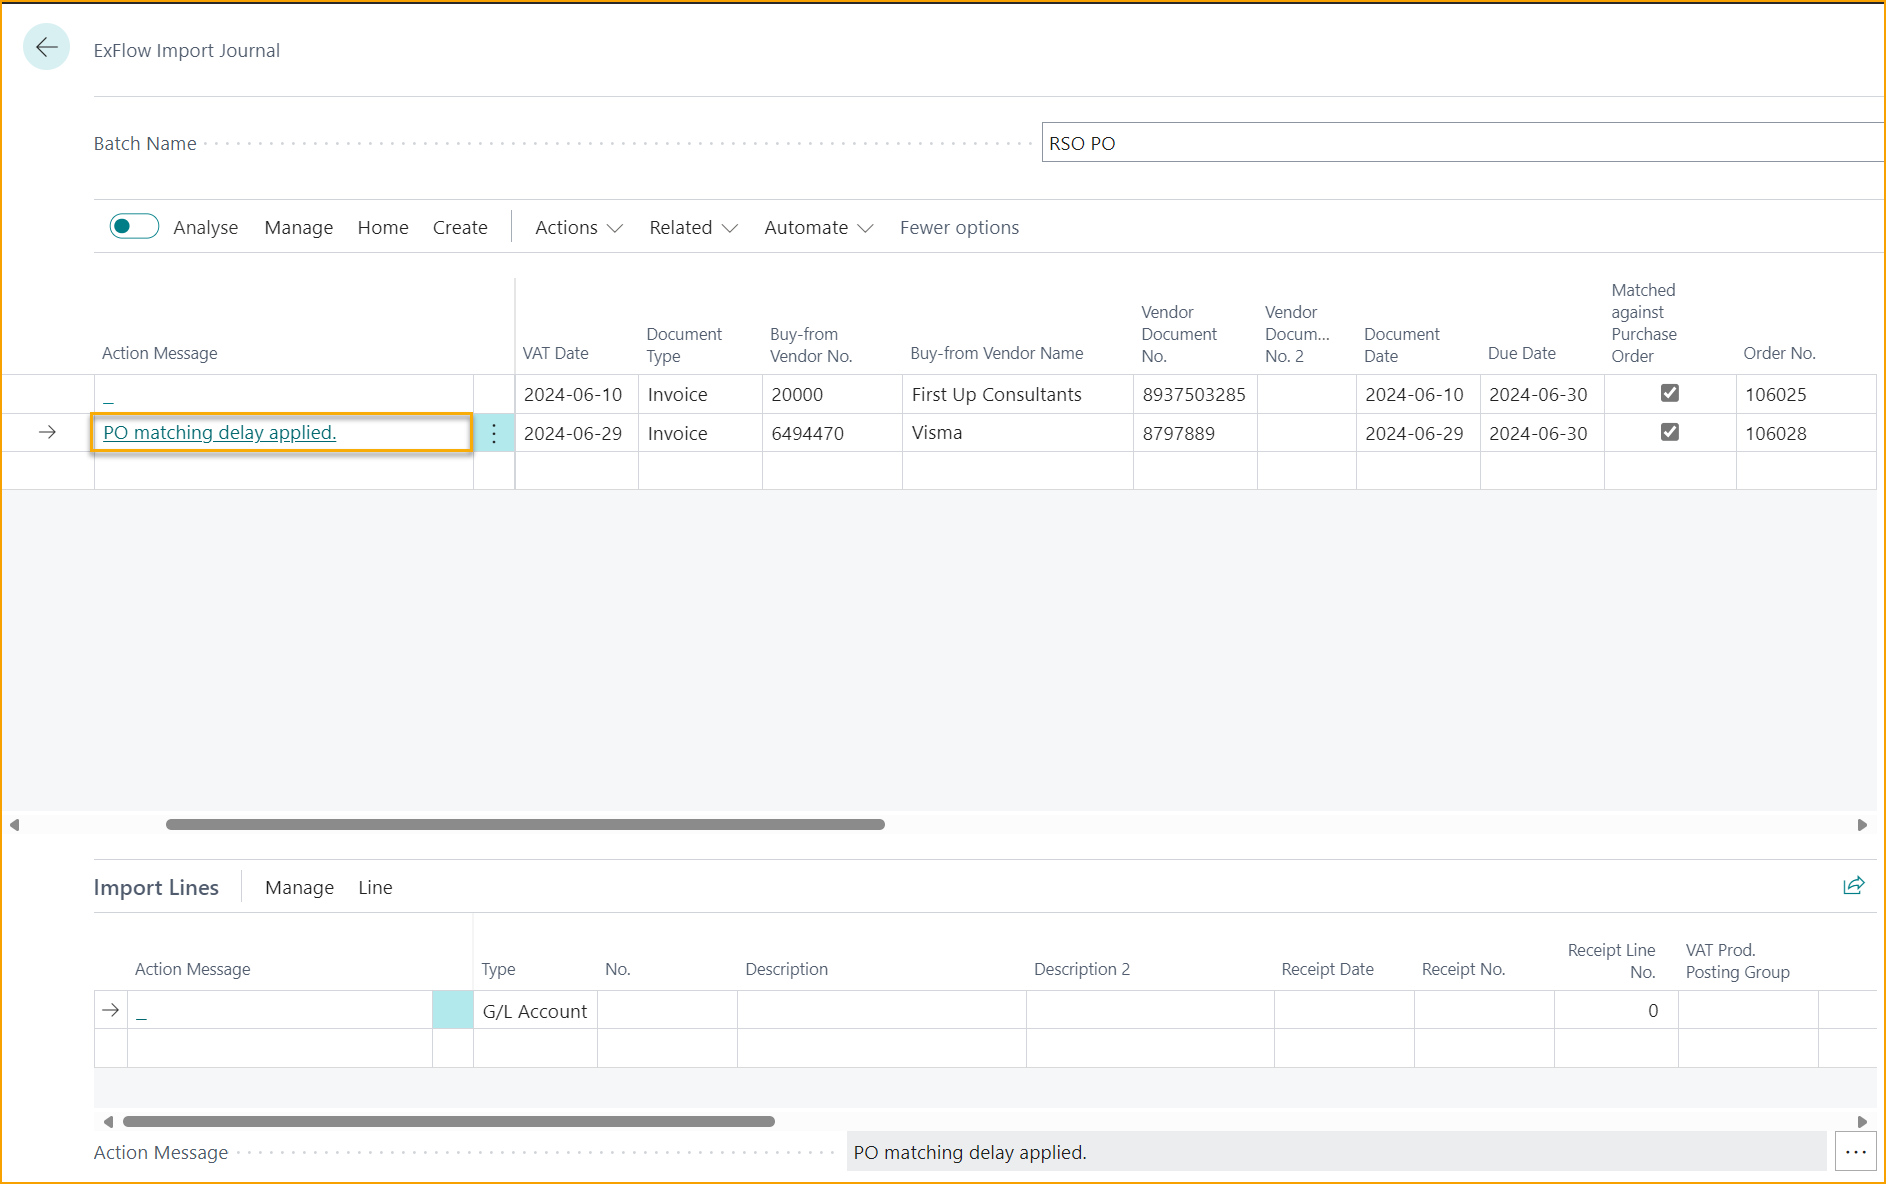 ExFlow Import Journal
Batch Name
RSO PO
Analyse Manage Home Create Actions Related Automate Fewer options
Action Message VAT Date Document Type Buy-from Vendor No. Buy-from Vendor Name Vendor Document No. Vendor Docum... No. 2 Document Date Due Date Matched against Purchase Order Order No.
_ 2024-06-10 Invoice 20000 First Up Consultants 8937503285 2024-06-10 2024-06-30 106025
PO matching delay applied. 2024-06-29 Invoice 6494470 Visma 8797889 2024-06-29 2024-06-30 106028
Import Lines Manage Line
Action Message Type No. Description Description 2 Receipt Date Receipt No. Receipt Line No. VAT Prod. Posting Group
_ G/L Account 0
Action Message PO matching delay applied. ...